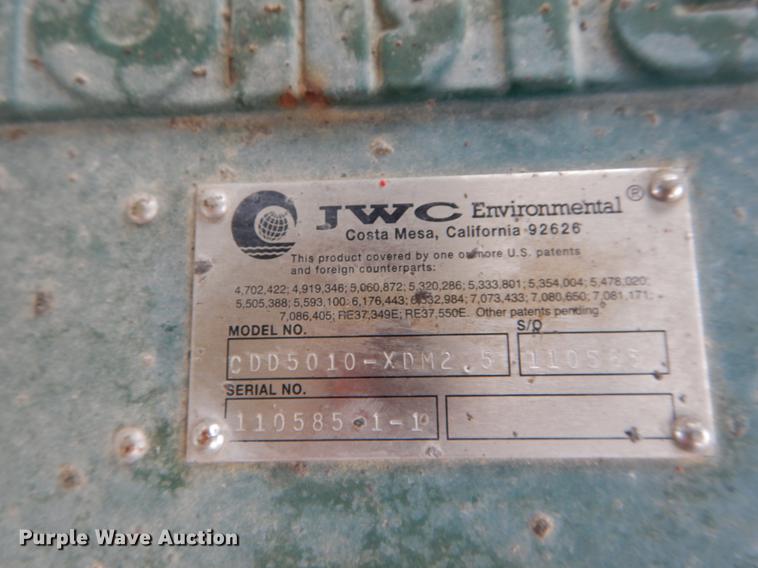 JWC Environmental®
Costa Mesa, California 92626
This product covered by one or more U.S. patents
and foreign counterparts:
4,702,422; 4,919,346; 5,060,872; 5,320,286; 5,333,801; 5,354,004; 5,478,020;
5,505,388; 5,593,100; 6,176,443; 6,332,984; 7,073,433; 7,080,650; 7,081,171;
7,086,405; RE37,349E; RE37,550E. Other patents pending.
MODEL NO. S/O
CDD5010-XDM2.5 110585
SERIAL NO.
110585-1-1
Purple Wave Auction